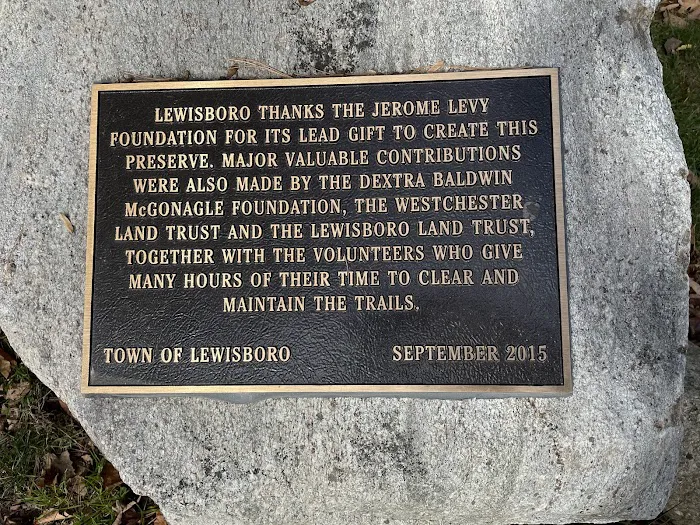 LEWISBORO THANKS THE JEROME LEVY
FOUNDATION FOR ITS LEAD GIFT TO CREATE THIS
PRESERVE. MAJOR VALUABLE CONTRIBUTIONS
WERE ALSO MADE BY THE DEXTRA BALDWIN
McGONAGLE FOUNDATION, THE WESTCHESTER
LAND TRUST AND THE LEWISBORO LAND TRUST,
TOGETHER WITH THE VOLUNTEERS WHO GIVE
MANY HOURS OF THEIR TIME TO CLEAR AND
MAINTAIN THE TRAILS.
TOWN OF LEWISBORO SEPTEMBER 2015